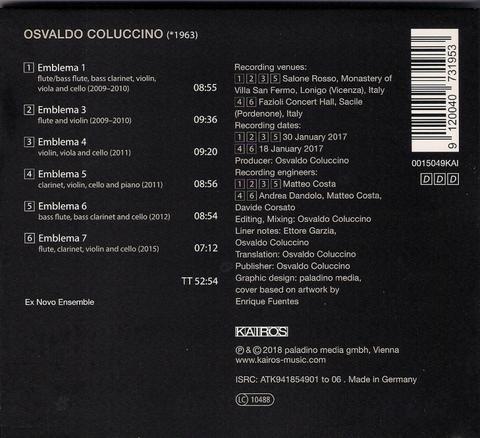 OSVALDO COLUCCINO (*1963)
1 Emblema 1
flute/bass flute, bass clarinet, violin,
viola and cello (2009–2010) 08:55
2 Emblema 3
flute and violin (2009–2010) 09:36
3 Emblema 4
violin, viola and cello (2011) 09:20
4 Emblema 5
clarinet, violin, cello and piano (2011) 08:56
5 Emblema 6
bass flute, bass clarinet and cello (2012) 08:54
6 Emblema 7
flute, clarinet, violin and cello (2015) 07:12
TT 52:54
Ex Novo Ensemble
Recording venues:
1 2 3 5 Salone Rosso, Monastery of
Villa San Fermo, Lonigo (Vicenza), Italy
4 6 Fazioli Concert Hall, Sacile
(Pordenone), Italy
Recording dates:
1 2 3 5 30 January 2017
4 6 18 January 2017
Producer: Osvaldo Coluccino
Recording engineers:
1 2 3 5 Matteo Costa
4 6 Andrea Dandolo, Matteo Costa,
Davide Corsato
Editing, Mixing: Osvaldo Coluccino
Liner notes: Ettore Garzia,
Osvaldo Coluccino
Translation: Osvaldo Coluccino
Publisher: Osvaldo Coluccino
Graphic design: paladino media,
cover based on artwork by
Enrique Fuentes
KAIROS
℗ & © 2018 paladino media gmbh, Vienna
www.kairos-music.com
ISRC: ATK941854901 to 06 . Made in Germany
LC 10488
9 120040 731953
0015049KAI
D D D